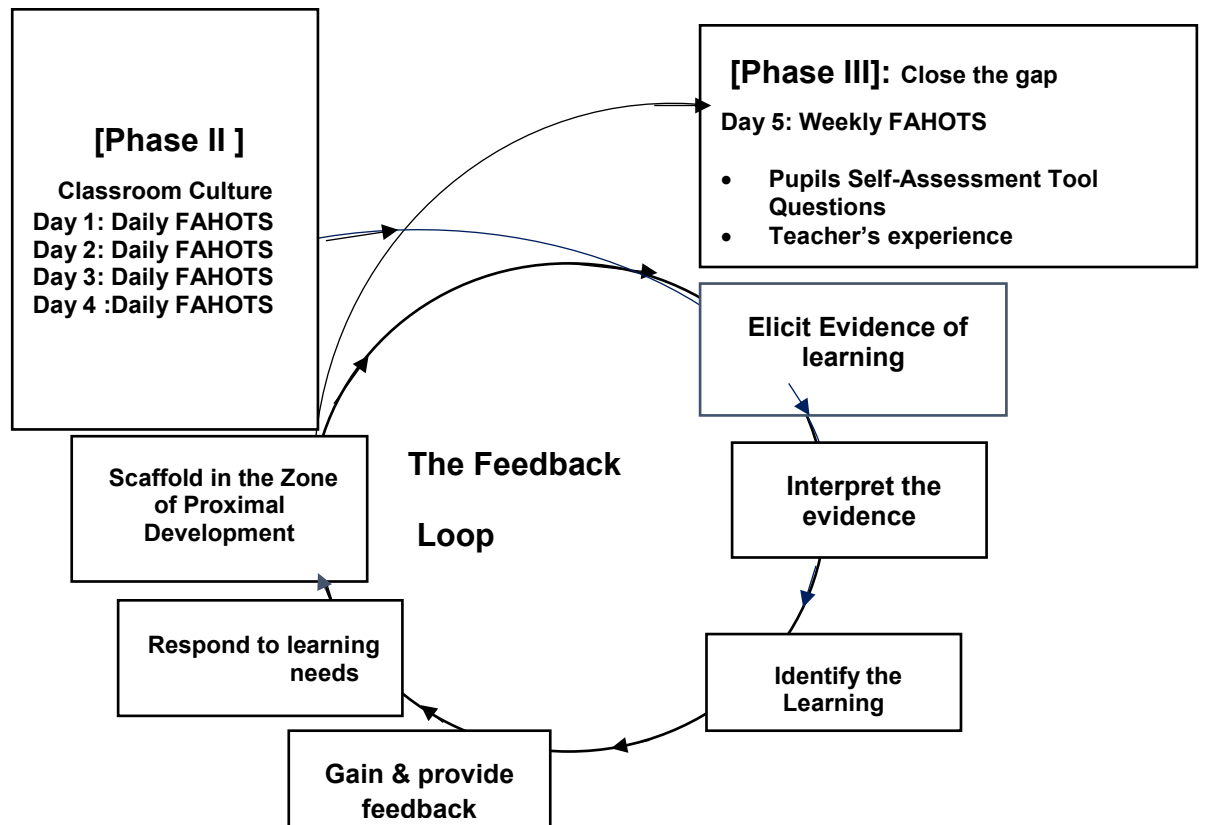 [Phase II ]
Classroom Culture
Day 1: Daily FAHOTS
Day 2: Daily FAHOTS
Day 3: Daily FAHOTS
Day 4 :Daily FAHOTS
[Phase III]: Close the gap
Day 5: Weekly FAHOTS
• Pupils Self-Assessment Tool
Questions
• Teacher’s experience
Elicit Evidence of
learning
Interpret the
evidence
Identify the
Learning
Gain & provide
feedback
Respond to learning
needs
Scaffold in the Zone
of Proximal
Development
The Feedback
Loop